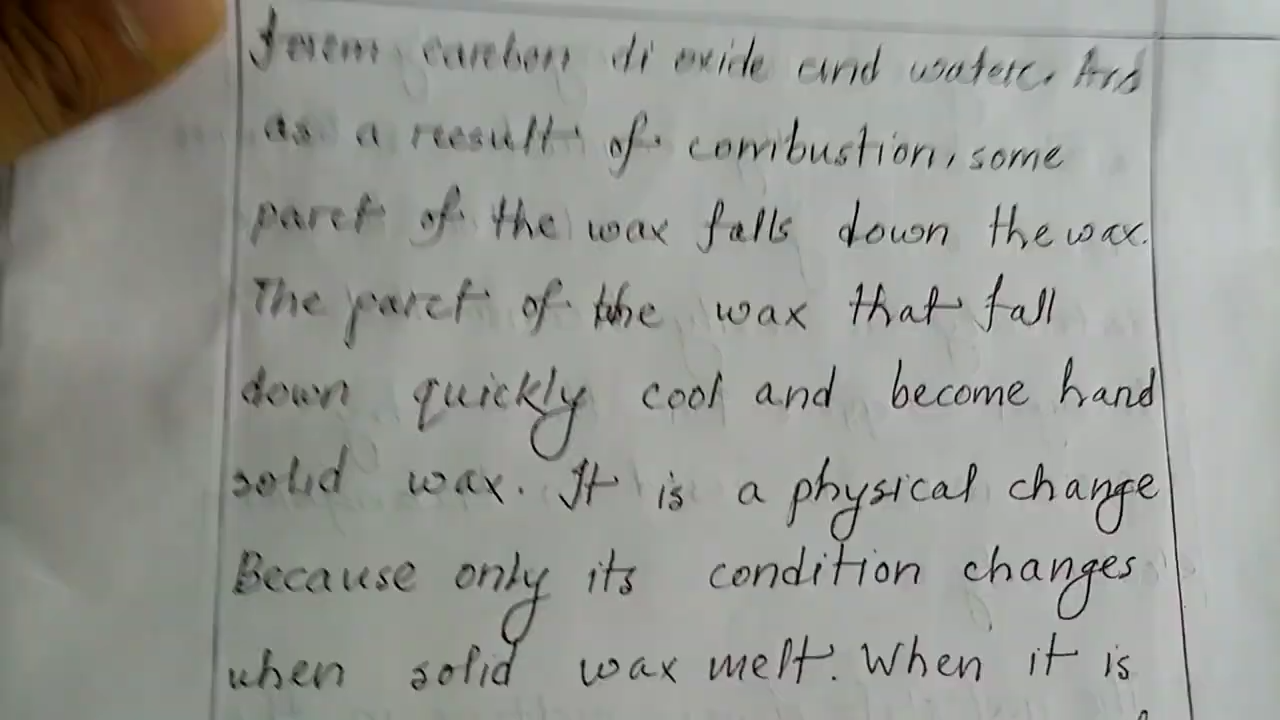 form carbon di oxide and water. And
as a result of combustion, some
part of the wax falls down the wax.
The part of the wax that fall
down quickly cool and become hand
solid wax. It is a physical change
Because only its condition changes
when solid wax melt. When it is